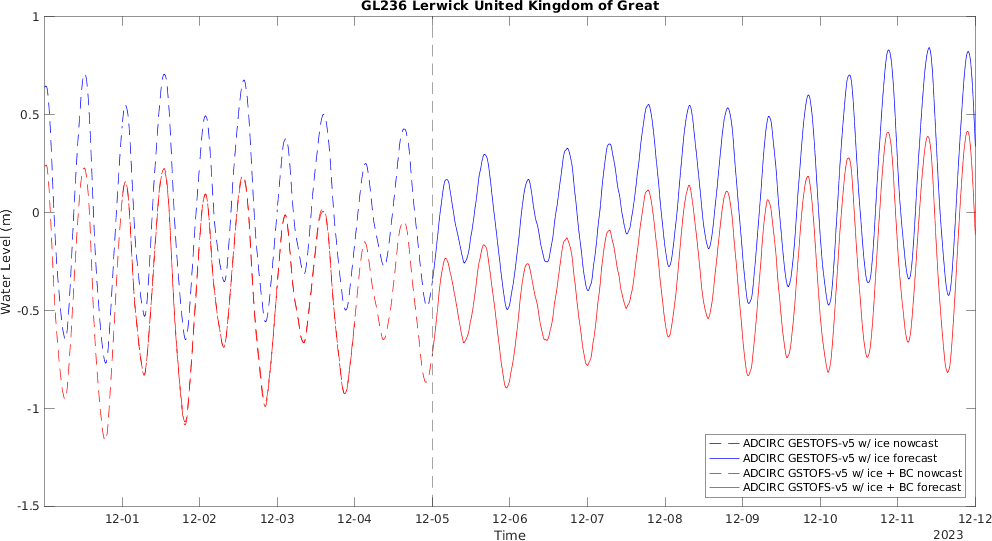 GL236 Lerwick United Kingdom of Great
1
0.5
0
-0.5
-1
-1.5
Water Level (m)
12-01 12-02 12-03 12-04 12-05 12-06 12-07 12-08 12-09 12-10 12-11 12-12
Time
2023
ADCIRC GESTOFS-v5 w/ ice nowcast
ADCIRC GESTOFS-v5 w/ ice forecast
ADCIRC GSTOFS-v5 w/ ice + BC nowcast
ADCIRC GSTOFS-v5 w/ ice + BC forecast